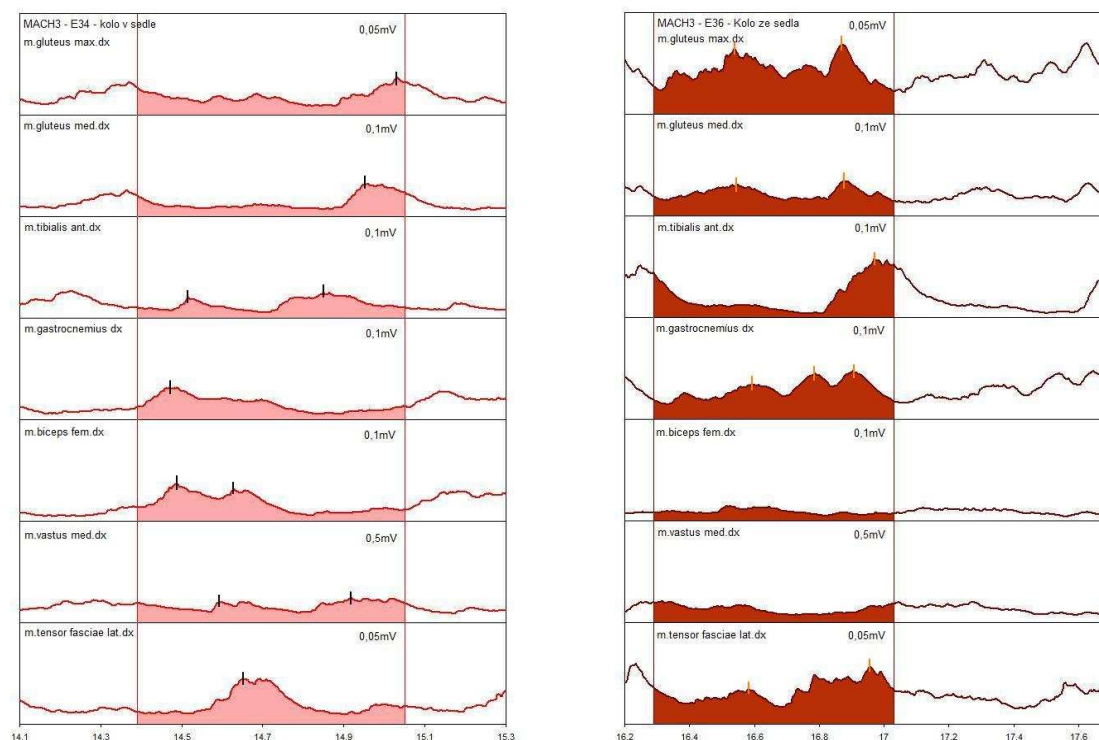 MACH3 - E34 - kolo v sedle
0,05mV
m.gluteus max.dx
m.gluteus med.dx
0,1mV
m.tibialis ant.dx
0,1mV
m.gastrocnemius dx
0,1mV
m.biceps fem.dx
0,1mV
m.vastus med.dx
0,5mV
m.tensor fasciae lat.dx
0,05mV
14.1 14.3 14.5 14.7 14.9 15.1 15.3
MACH3 - E36 - Kolo ze sedla
0,05mV
m.gluteus max.dx
m.gluteus med.dx
0,1mV
m.tibialis ant.dx
0,1mV
m.gastrocnemius dx
0,1mV
m.biceps fem.dx
0,1mV
m.vastus med.dx
0,5mV
m.tensor fasciae lat.dx
0,05mV
16.2 16.4 16.6 16.8 17 17.2 17.4 17.6